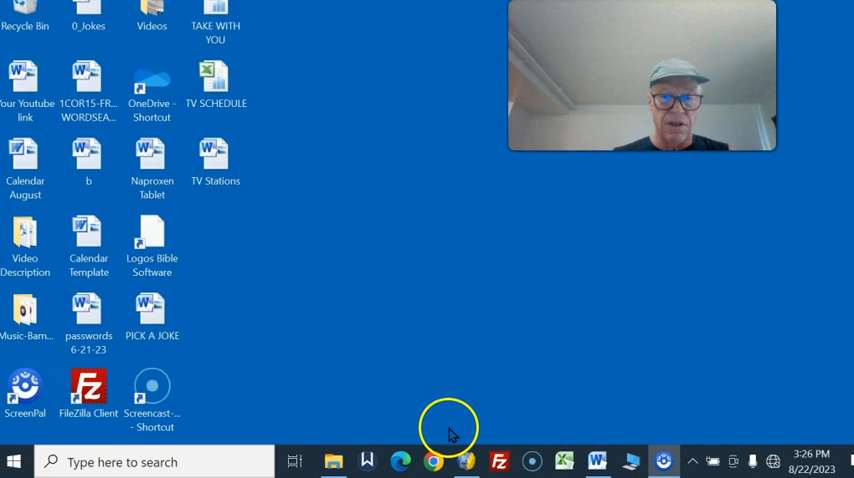 Recycle Bin
0_Jokes
Videos
TAKE WITH
YOU
Your Youtube
link
1COR15-FR...
WORDSEA...
OneDrive -
Shortcut
TV SCHEDULE
Calendar
August
b
Naproxen
Tablet
TV Stations
Video
Description
Calendar
Template
Logos Bible
Software
Music-Bam...
passwords
6-21-23
PICK A JOKE
ScreenPal
FileZilla Client
Screencast-...
- Shortcut
Type here to search
3:26 PM
8/22/2023